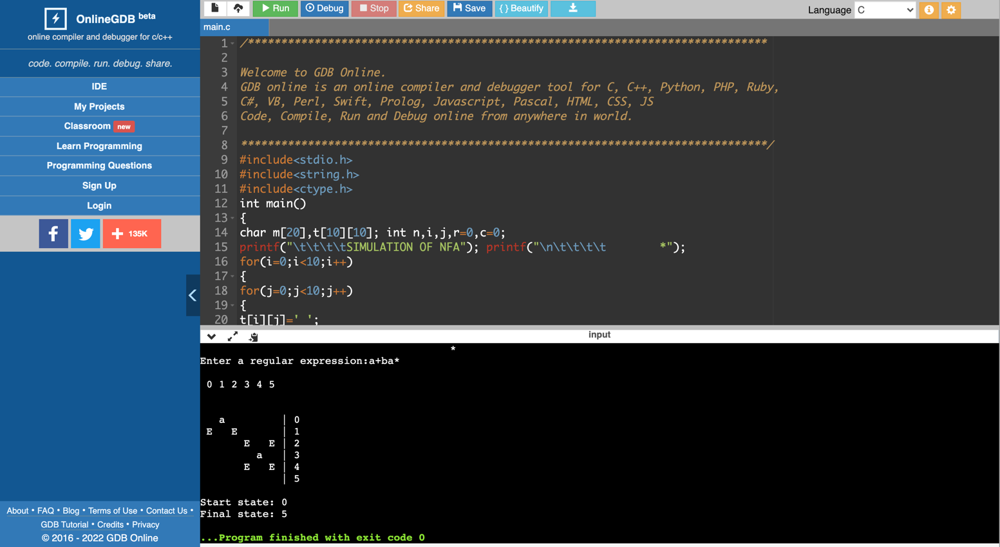 OnlineGDB beta
online compiler and debugger for c/c++
code. compile. run. debug. share.
IDE
My Projects
Classroom new
Learn Programming
Programming Questions
Sign Up
Login
135K
About • FAQ • Blog • Terms of Use • Contact Us •
GDB Tutorial • Credits • Privacy
© 2016 - 2022 GDB Online
Run Debug Stop Share Save { } Beautify
Language C
main.c
1 /******************************************************************************
2
3 Welcome to GDB Online.
4 GDB online is an online compiler and debugger tool for C, C++, Python, PHP, Ruby,
5 C#, VB, Perl, Swift, Prolog, Javascript, Pascal, HTML, CSS, JS
6 Code, Compile, Run and Debug online from anywhere in world.
7
8 *******************************************************************************/
9 #include<stdio.h>
10 #include<string.h>
11 #include<ctype.h>
12 int main()
13 {
14 char m[20],t[10][10]; int n,i,j,r=0,c=0;
15 printf("\t\t\t\tSIMULATION OF NFA"); printf("\n\t\t\t\t        *");
16 for(i=0;i<10;i++)
17 {
18 for(j=0;j<10;j++)
19 {
20 t[i][j]=' ';
input
*
Enter a regular expression:a+ba*
0 1 2 3 4 5
a | 0
E E | 1
E E | 2
a | 3
E E | 4
| 5
Start state: 0
Final state: 5
...Program finished with exit code 0